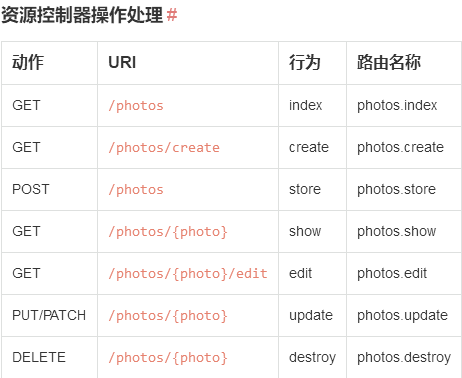 资源控制器操作处理 #
动作 URI 行为 路由名称
GET /photos index photos.index
GET /photos/create create photos.create
POST /photos store photos.store
GET /photos/{photo} show photos.show
GET /photos/{photo}/edit edit photos.edit
PUT/PATCH /photos/{photo} update photos.update
DELETE /photos/{photo} destroy photos.destroy